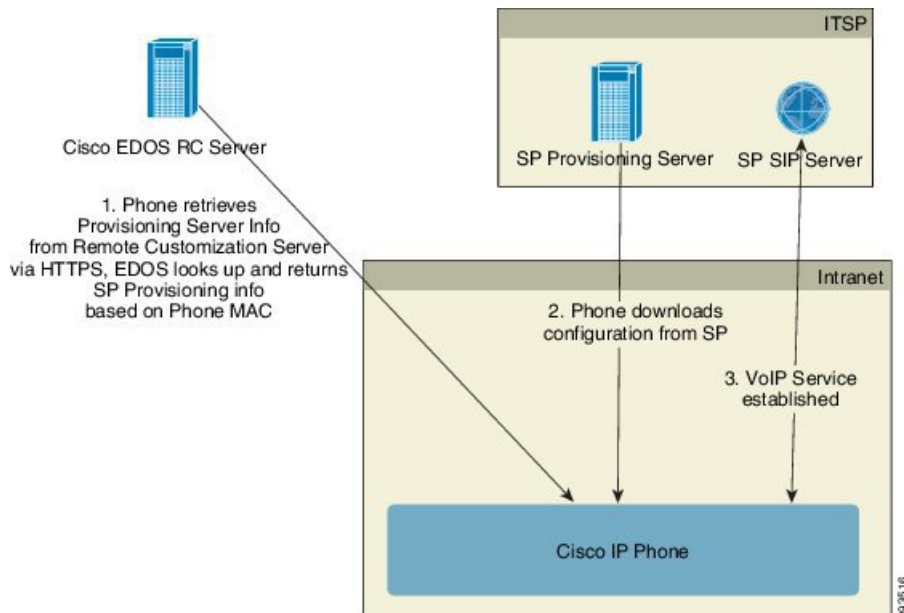 ITSP
Cisco EDOS RC Server
SP Provisioning Server
SP SIP Server
1. Phone retrieves
Provisioning Server Info
from Remote Customization Server
via HTTPS, EDOS looks up and returns
SP Provisioning info
based on Phone MAC
Intranet
2. Phone downloads
configuration from SP
3. VoIP Service
established
Cisco IP Phone